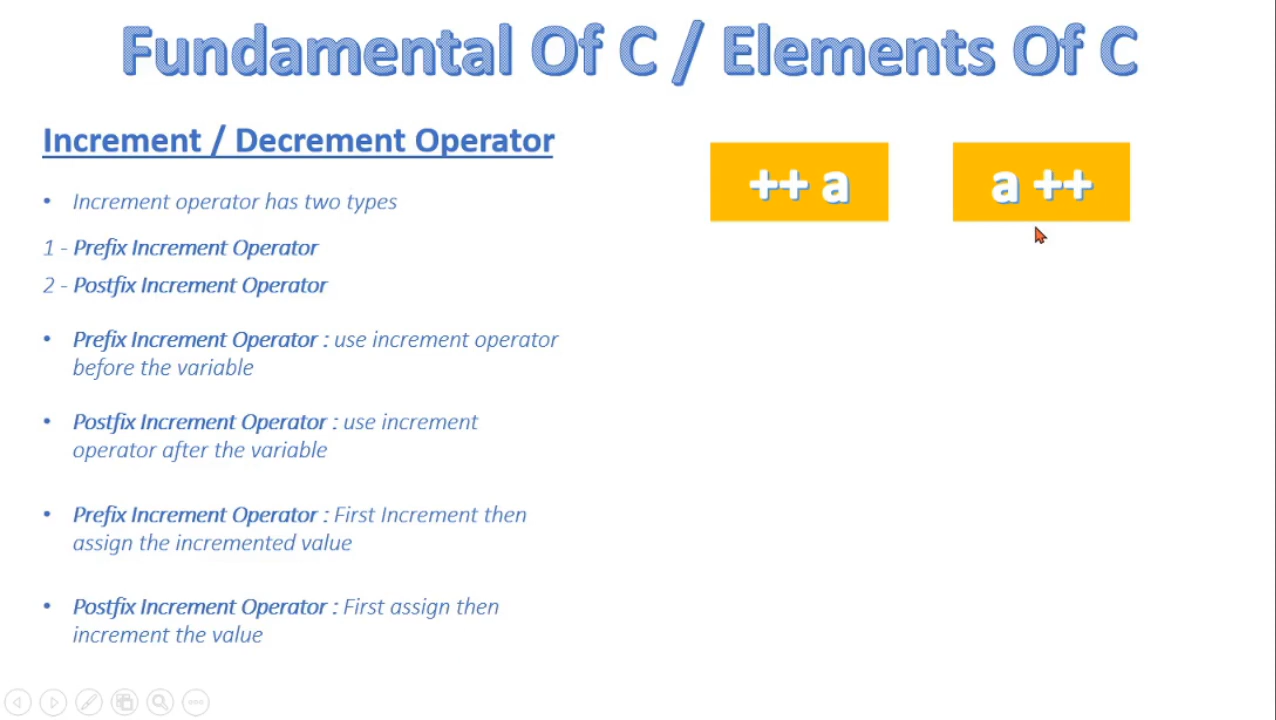 Fundamental Of C / Elements Of C
Increment / Decrement Operator
++ a
a ++
• Increment operator has two types
1 - Prefix Increment Operator
2 - Postfix Increment Operator
• Prefix Increment Operator : use increment operator
before the variable
• Postfix Increment Operator : use increment
operator after the variable
• Prefix Increment Operator : First Increment then
assign the incremented value
• Postfix Increment Operator : First assign then
increment the value